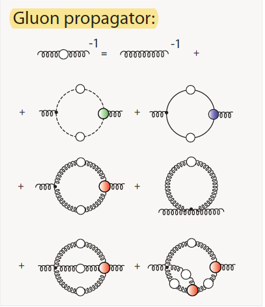 Gluon propagator:
-1 = -1 +
+ +
+ +
+ +